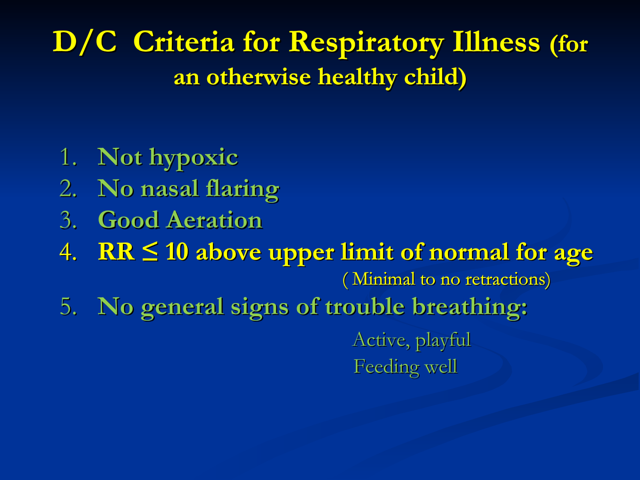 D/C  Criteria for Respiratory Illness (for
an otherwise healthy child)
1. Not hypoxic
2. No nasal flaring
3. Good Aeration
4. RR ≤ 10 above upper limit of normal for age
( Minimal to no retractions)
5. No general signs of trouble breathing:
Active, playful
Feeding well